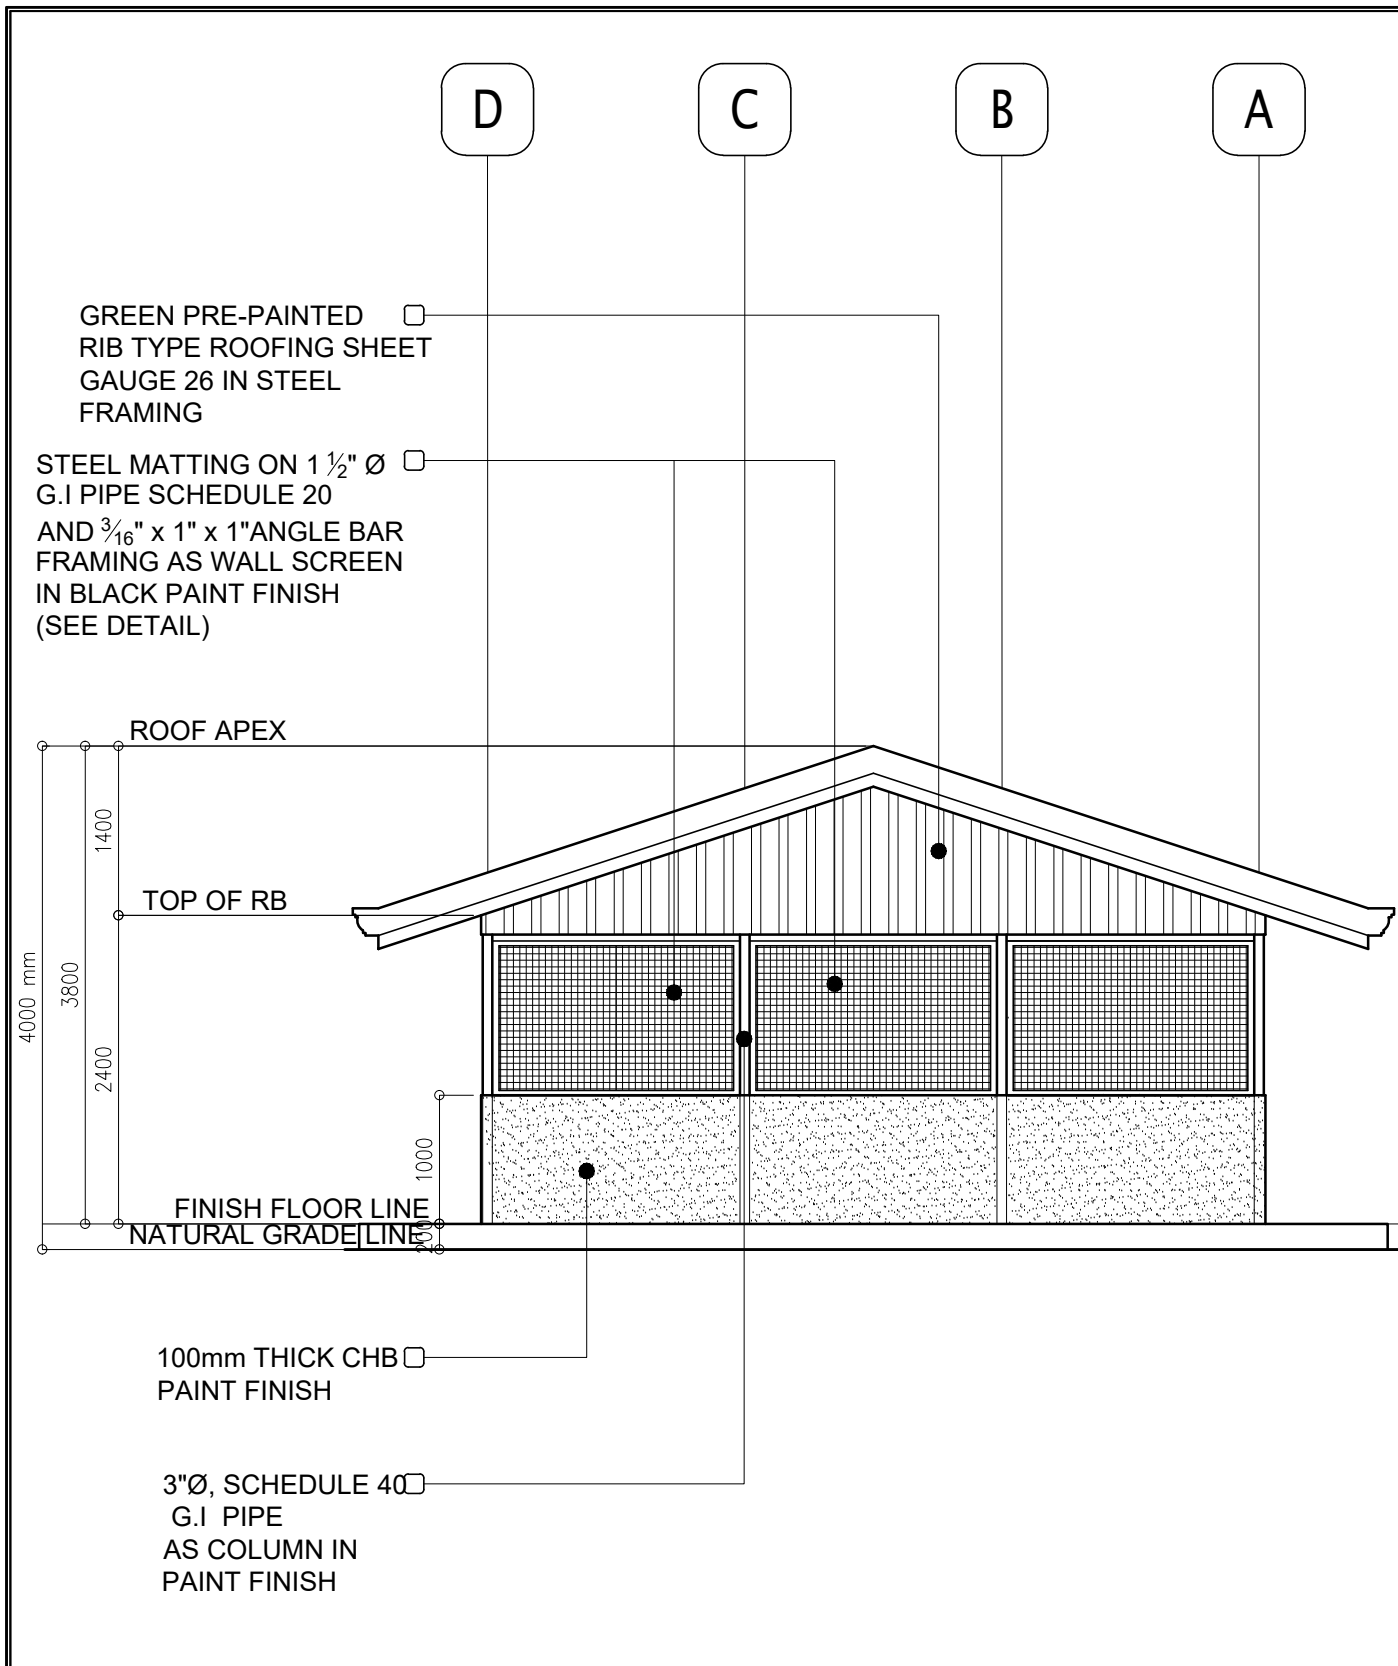 D
C
B
A
GREEN PRE-PAINTED
RIB TYPE ROOFING SHEET
GAUGE 26 IN STEEL
FRAMING
STEEL MATTING ON 1 ½" Ø
G.I PIPE SCHEDULE 20
AND 3⁄16" x 1" x 1"ANGLE BAR
FRAMING AS WALL SCREEN
IN BLACK PAINT FINISH
(SEE DETAIL)
ROOF APEX
1400
TOP OF RB
4000 mm
3800
2400
1000
FINISH FLOOR LINE
NATURAL GRADE LINE
200
100mm THICK CHB
PAINT FINISH
3"Ø, SCHEDULE 40
G.I PIPE
AS COLUMN IN
PAINT FINISH